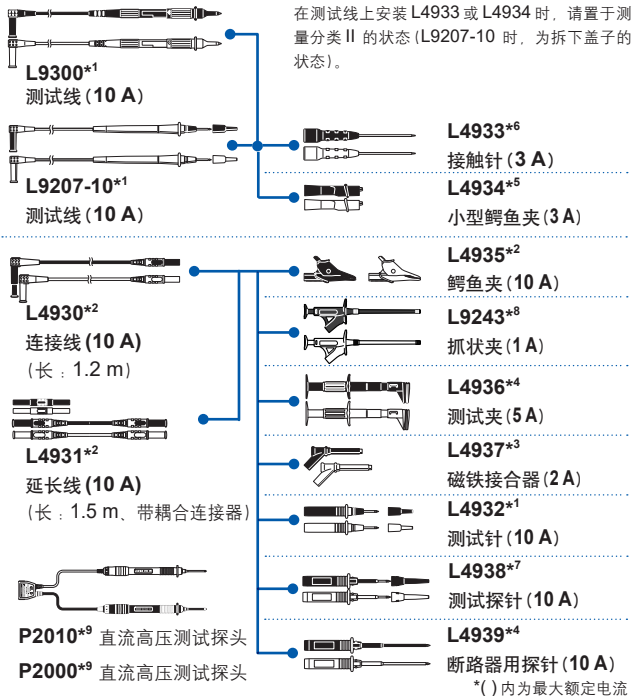 在测试线上安装 L4933 或 L4934 时，请置于测
量分类 II 的状态（L9207-10 时，为拆下盖子的
状态）。
L9300*1
测试线（10 A）
L9207-10*1
测试线（10 A）
L4933*6
接触针（3 A）
L4934*5
小型鳄鱼夹（3 A）
L4930*2
连接线 (10 A)
（长：1.2 m）
L4931*2
延长线 (10 A)
（长：1.5 m、带耦合连接器）
L4935*2
鳄鱼夹（10 A）
L9243*8
抓状夹（1 A）
L4936*4
测试夹（5 A）
L4937*3
磁铁接合器（2 A）
L4932*1
测试针（10 A）
L4938*7
测试探针（10 A）
L4939*4
断路器用探针（10 A）
P2010*9 直流高压测试探头
P2000*9 直流高压测试探头
*( ) 内为最大额定电流